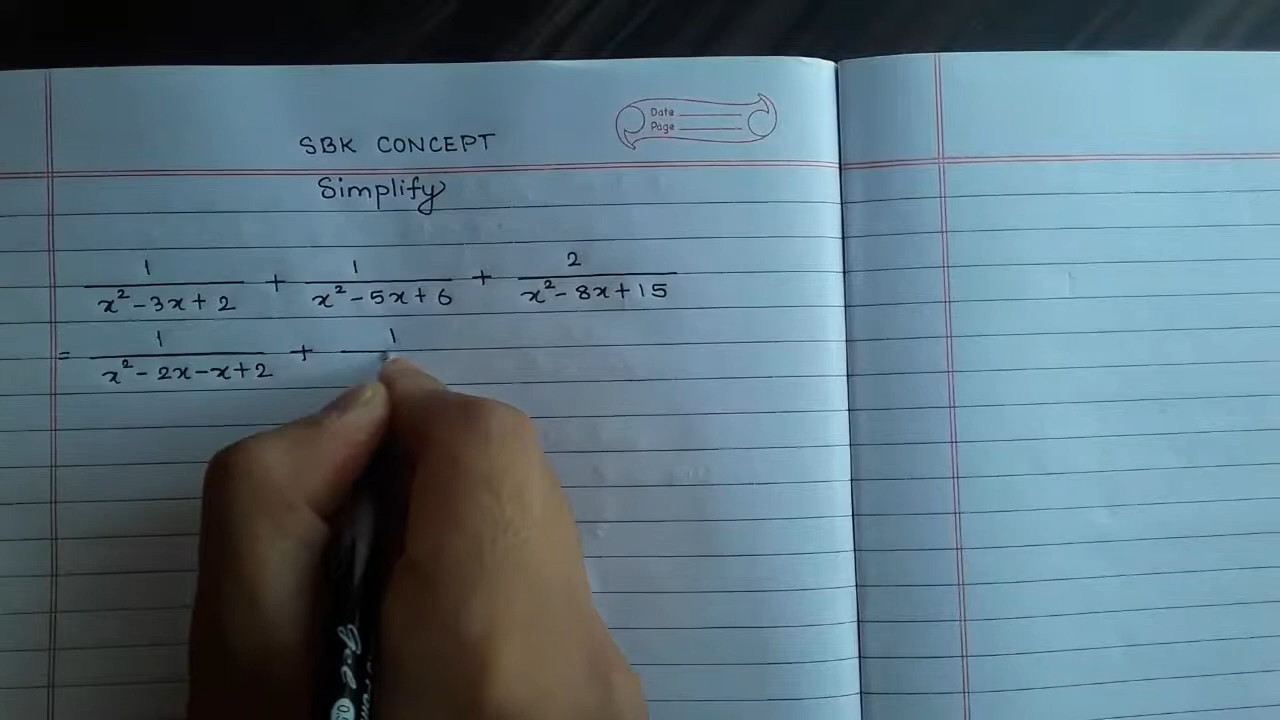 Date
Page
SBK CONCEPT
Simplify
1/(x²-3x+2) + 1/(x²-5x+6) + 2/(x²-8x+15)
= 1/(x²-2x-x+2) + 1
Gel